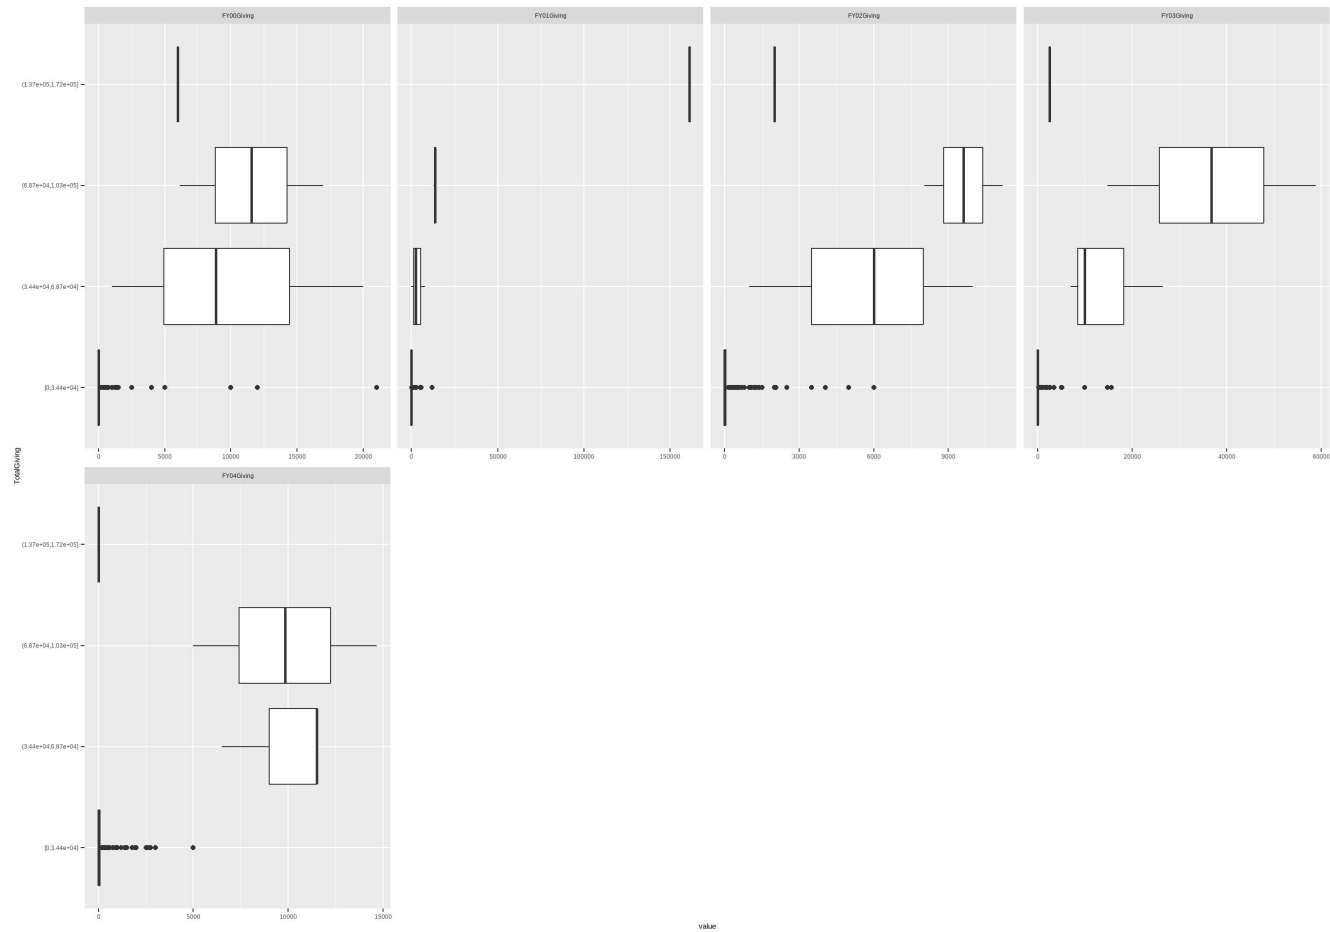 FY00Giving FY01Giving FY02Giving FY03Giving
(1.37e+05,1.72e+05]
(6.87e+04,1.03e+05]
(3.44e+04,6.87e+04]
[0,3.44e+04]
0 5000 10000 15000 20000 0 50000 100000 150000 0 3000 6000 9000 0 20000 40000 60000
TotalGiving
FY04Giving
(1.37e+05,1.72e+05]
(6.87e+04,1.03e+05]
(3.44e+04,6.87e+04]
[0,3.44e+04]
0 5000 10000 15000
value